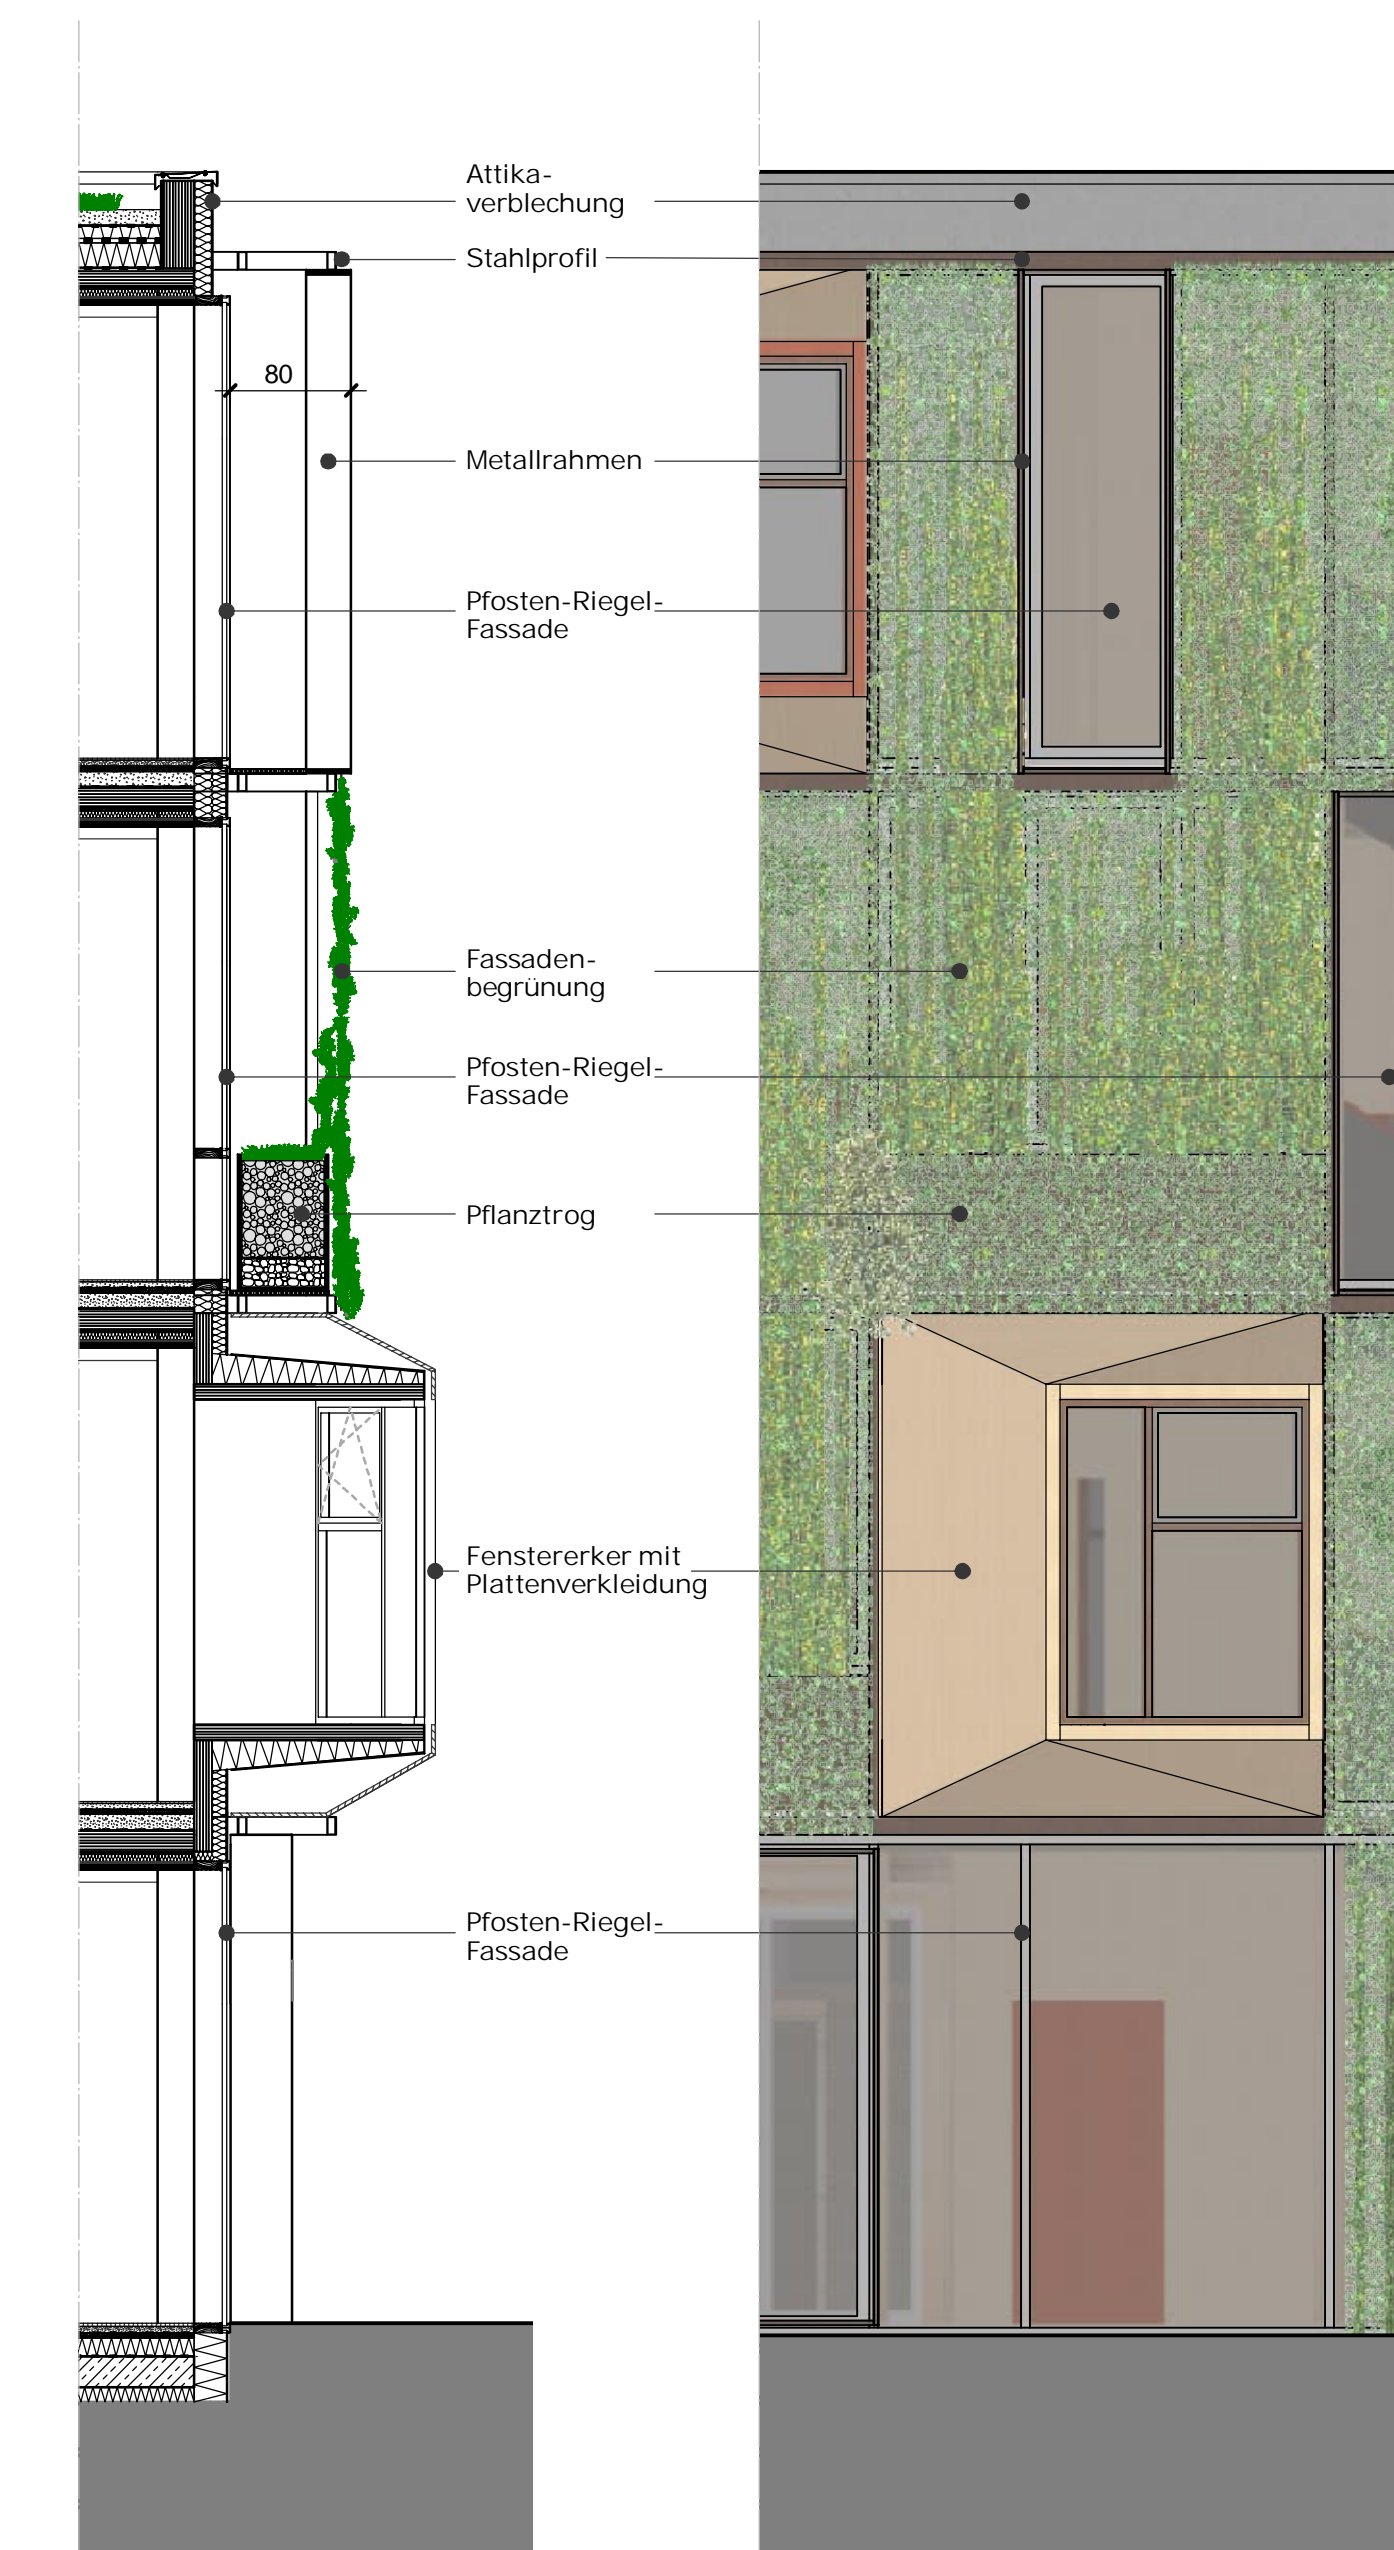 Attika-
verblechung
Stahlprofil
80
Metallrahmen
Pfosten-Riegel-
Fassade
Fassaden-
begrünung
Pfosten-Riegel-
Fassade
Pflanztrog
Fenstererker mit
Plattenverkleidung
Pfosten-Riegel-
Fassade